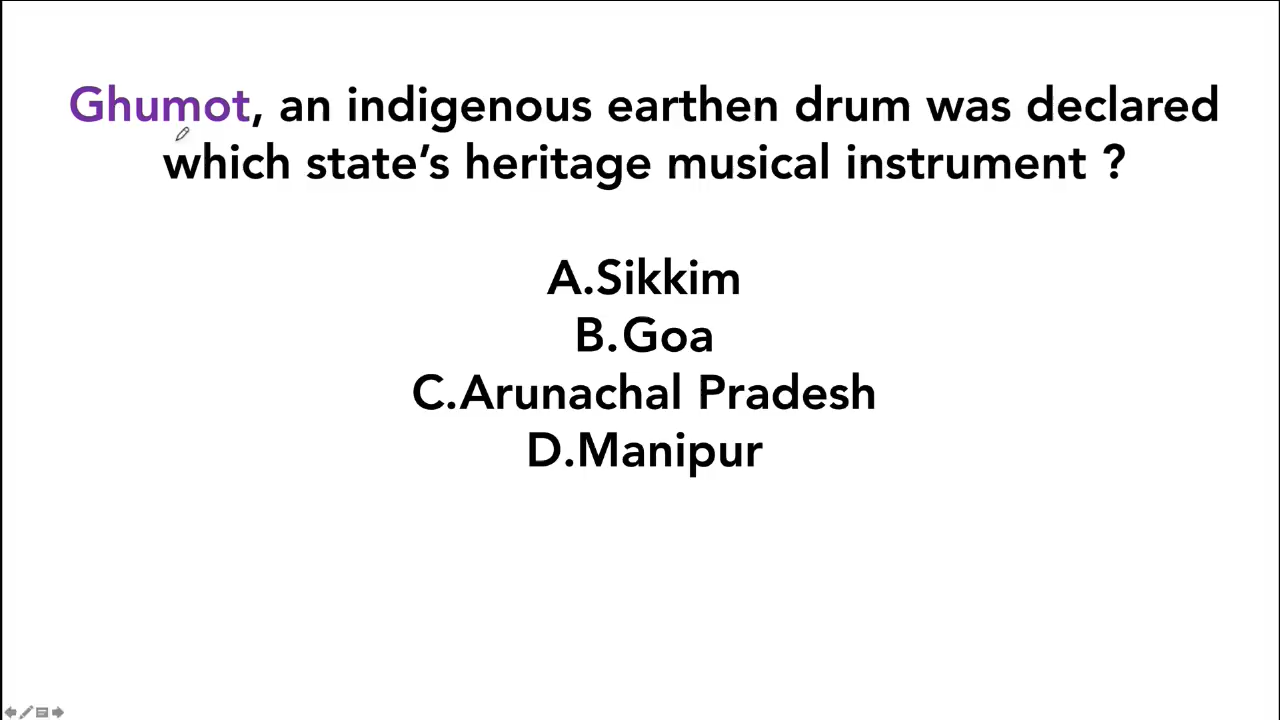 Ghumot, an indigenous earthen drum was declared
which state’s heritage musical instrument ?
A.Sikkim
B.Goa
C.Arunachal Pradesh
D.Manipur